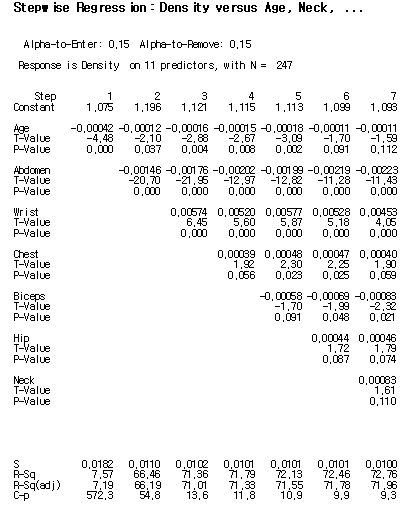 Stepwise Regression: Density versus Age, Neck, ...
Alpha-to-Enter: 0,15 Alpha-to-Remove: 0,15
Response is Density on 11 predictors, with N = 247
Step 1 2 3 4 5 6 7
Constant 1,075 1,196 1,121 1,115 1,113 1,099 1,093
Age -0,00042 -0,00012 -0,00016 -0,00015 -0,00018 -0,00011 -0,00011
T-Value -4,48 -2,10 -2,88 -2,67 -3,09 -1,70 -1,59
P-Value 0,000 0,037 0,004 0,008 0,002 0,091 0,112
Abdomen -0,00146 -0,00176 -0,00202 -0,00199 -0,00219 -0,00223
T-Value -20,70 -21,95 -12,97 -12,82 -11,28 -11,43
P-Value 0,000 0,000 0,000 0,000 0,000 0,000
Wrist 0,00574 0,00520 0,00577 0,00528 0,00453
T-Value 6,45 5,60 5,87 5,18 4,05
P-Value 0,000 0,000 0,000 0,000 0,000
Chest 0,00039 0,00048 0,00047 0,00040
T-Value 1,92 2,30 2,25 1,90
P-Value 0,056 0,023 0,025 0,059
Biceps -0,00058 -0,00069 -0,00083
T-Value -1,70 -1,99 -2,32
P-Value 0,091 0,048 0,021
Hip 0,00044 0,00046
T-Value 1,72 1,79
P-Value 0,087 0,074
Neck 0,00083
T-Value 1,61
P-Value 0,110
S 0,0182 0,0110 0,0102 0,0101 0,0101 0,0101 0,0100
R-Sq 7,57 66,46 71,36 71,79 72,13 72,46 72,76
R-Sq(adj) 7,19 66,19 71,01 71,33 71,55 71,78 71,96
C-p 572,3 54,8 13,6 11,8 10,9 9,9 9,3